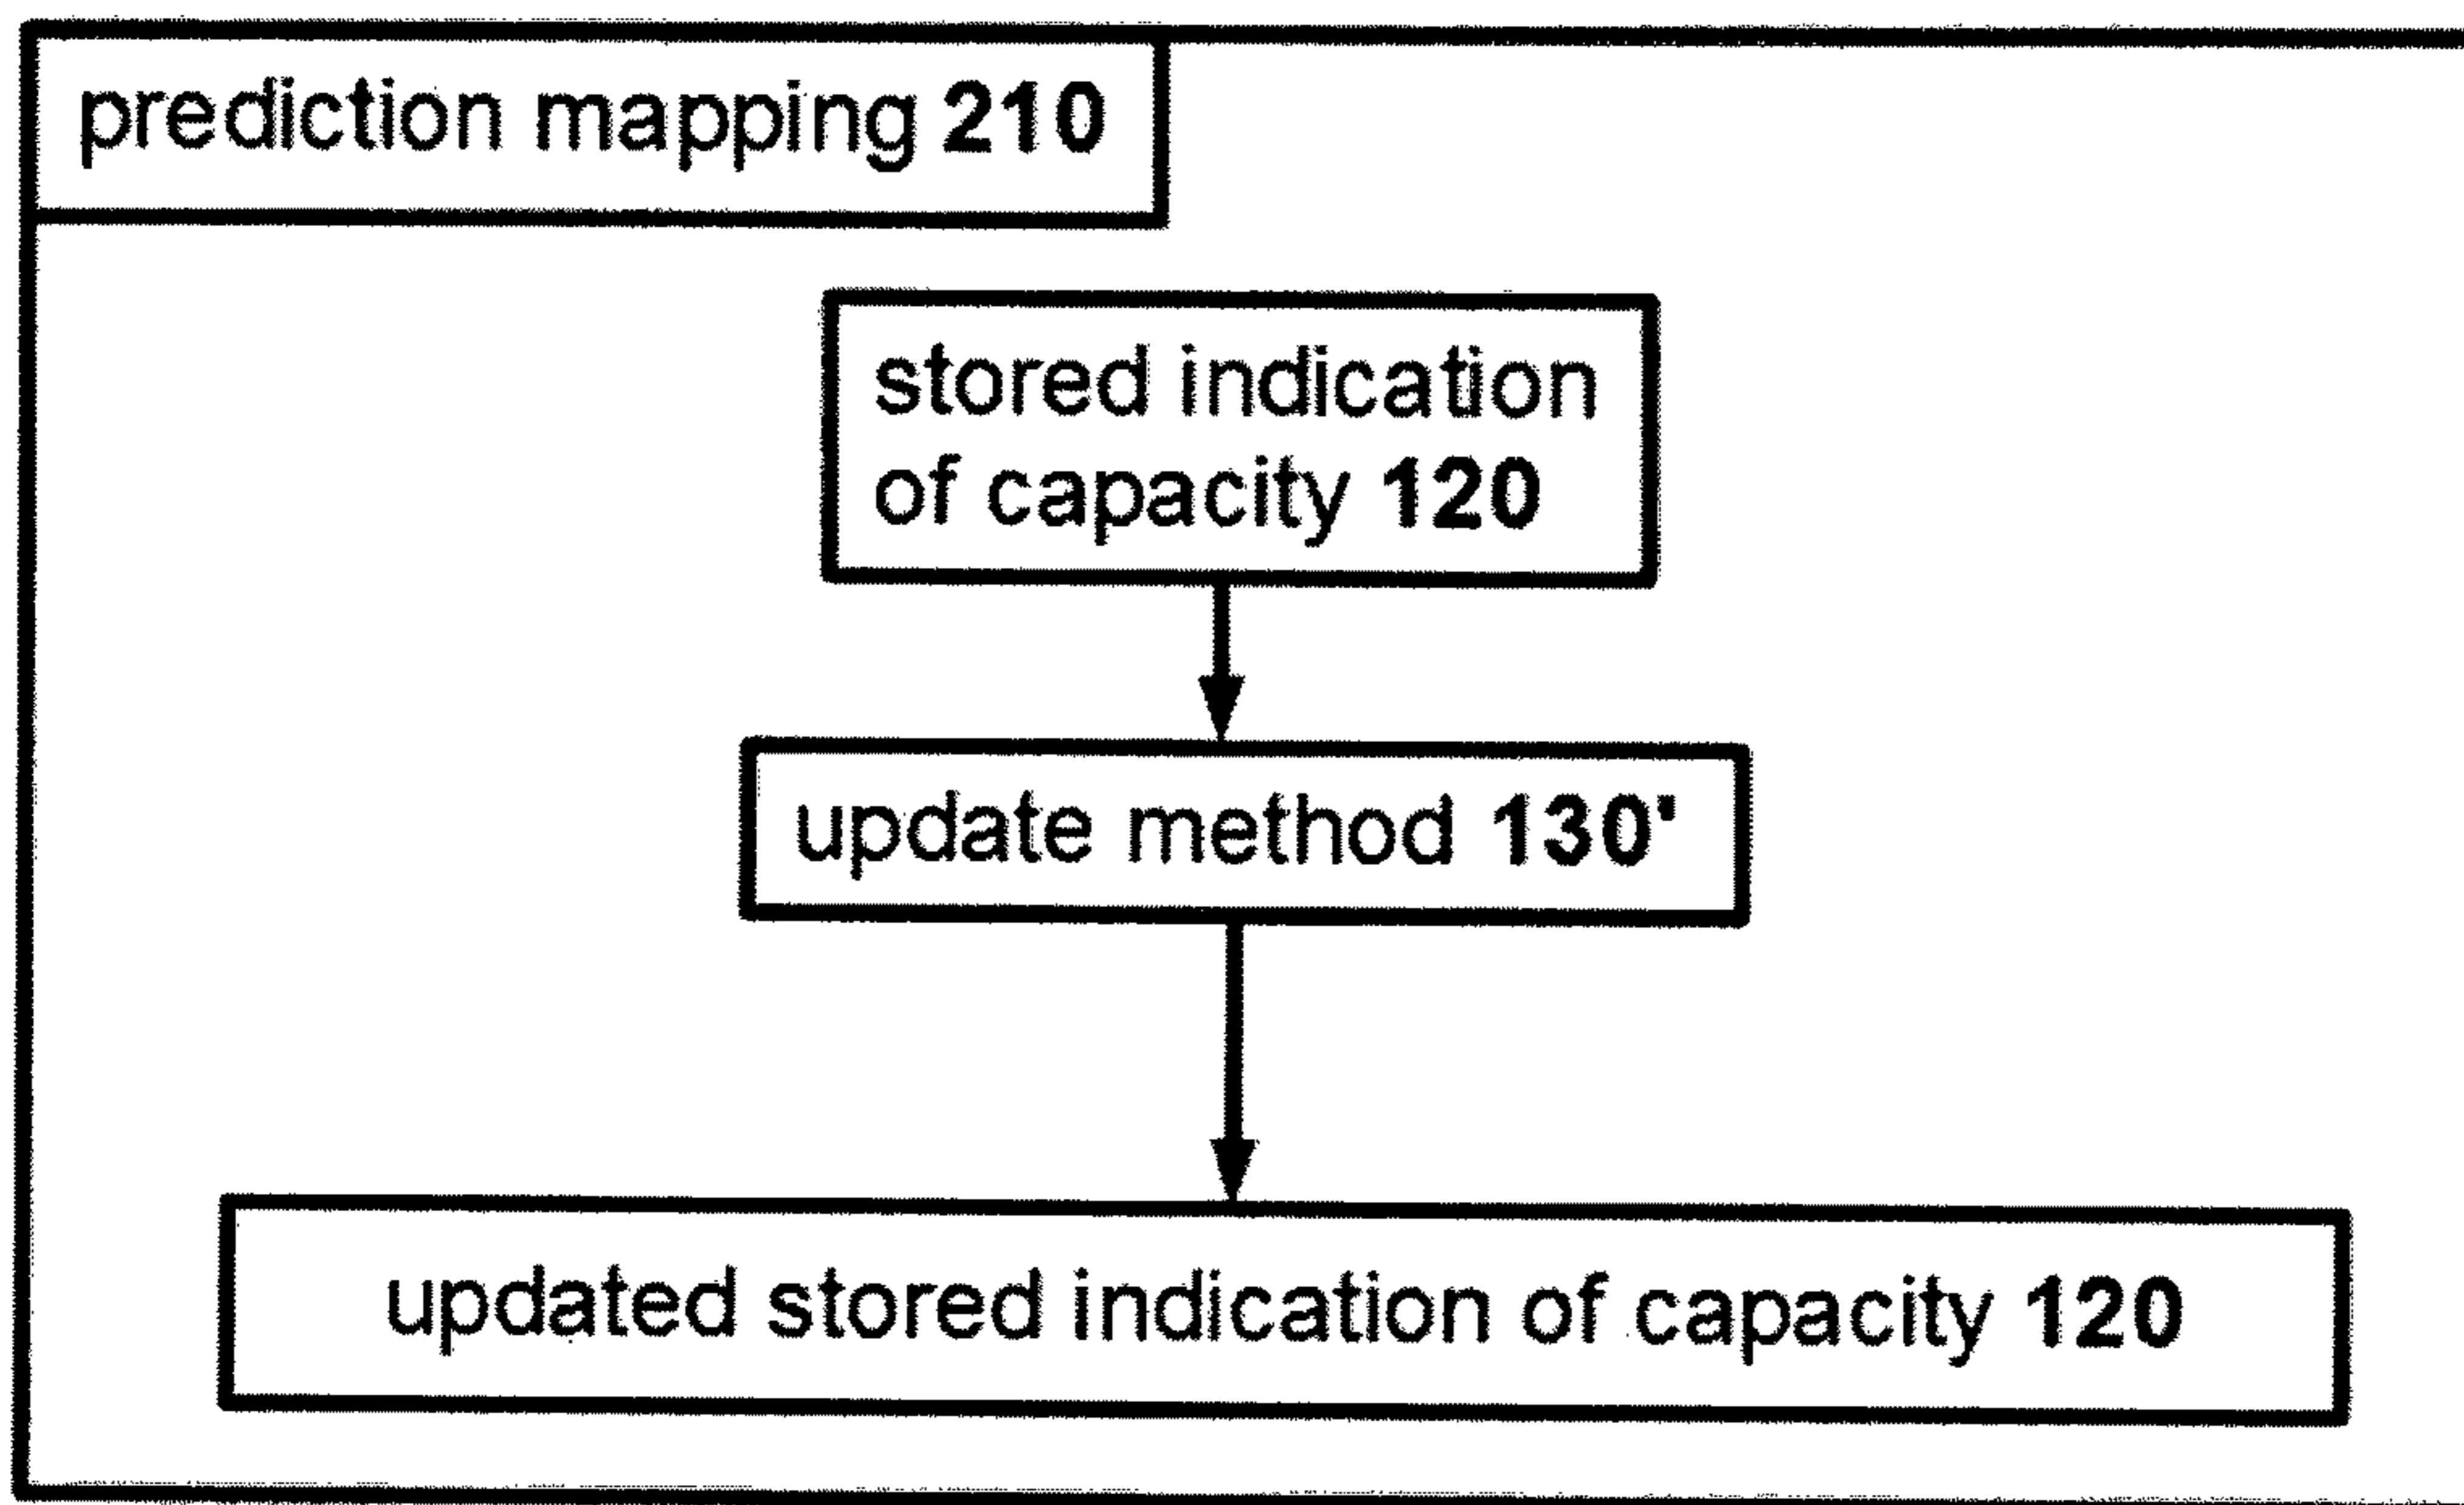 prediction mapping 210
stored indication
of capacity 120
update method 130'
updated stored indication of capacity 120